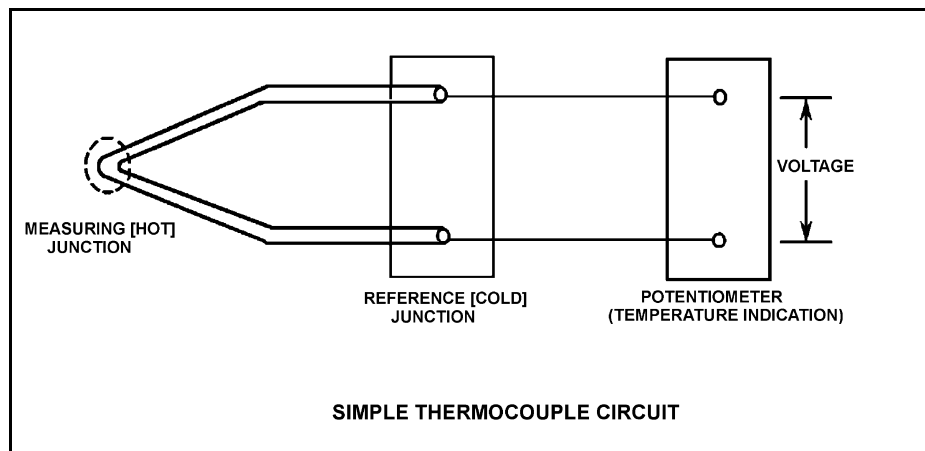 VOLTAGE
MEASURING [HOT]
JUNCTION
REFERENCE [COLD]
JUNCTION
POTENTIOMETER
(TEMPERATURE INDICATION)
SIMPLE THERMOCOUPLE CIRCUIT